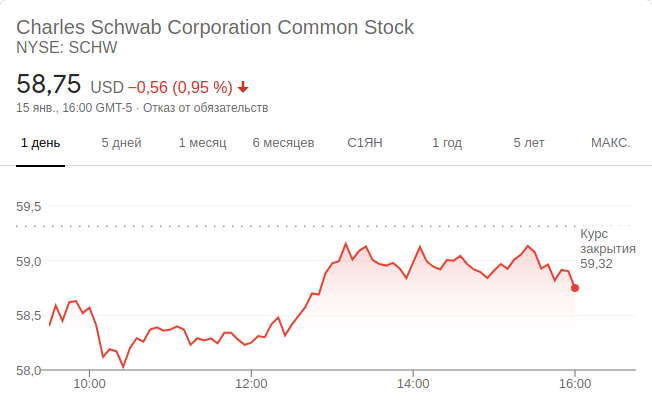 Charles Schwab Corporation Common Stock
NYSE: SCHW
58,75 USD −0,56 (0,95 %)
15 янв., 16:00 GMT-5 · Отказ от обязательств
1 день 5 дней 1 месяц 6 месяцев С1ЯН 1 год 5 лет МАКС.
59,5
Курс
закрытия
59,32
59,0
58,5
58,0
10:00 12:00 14:00 16:00